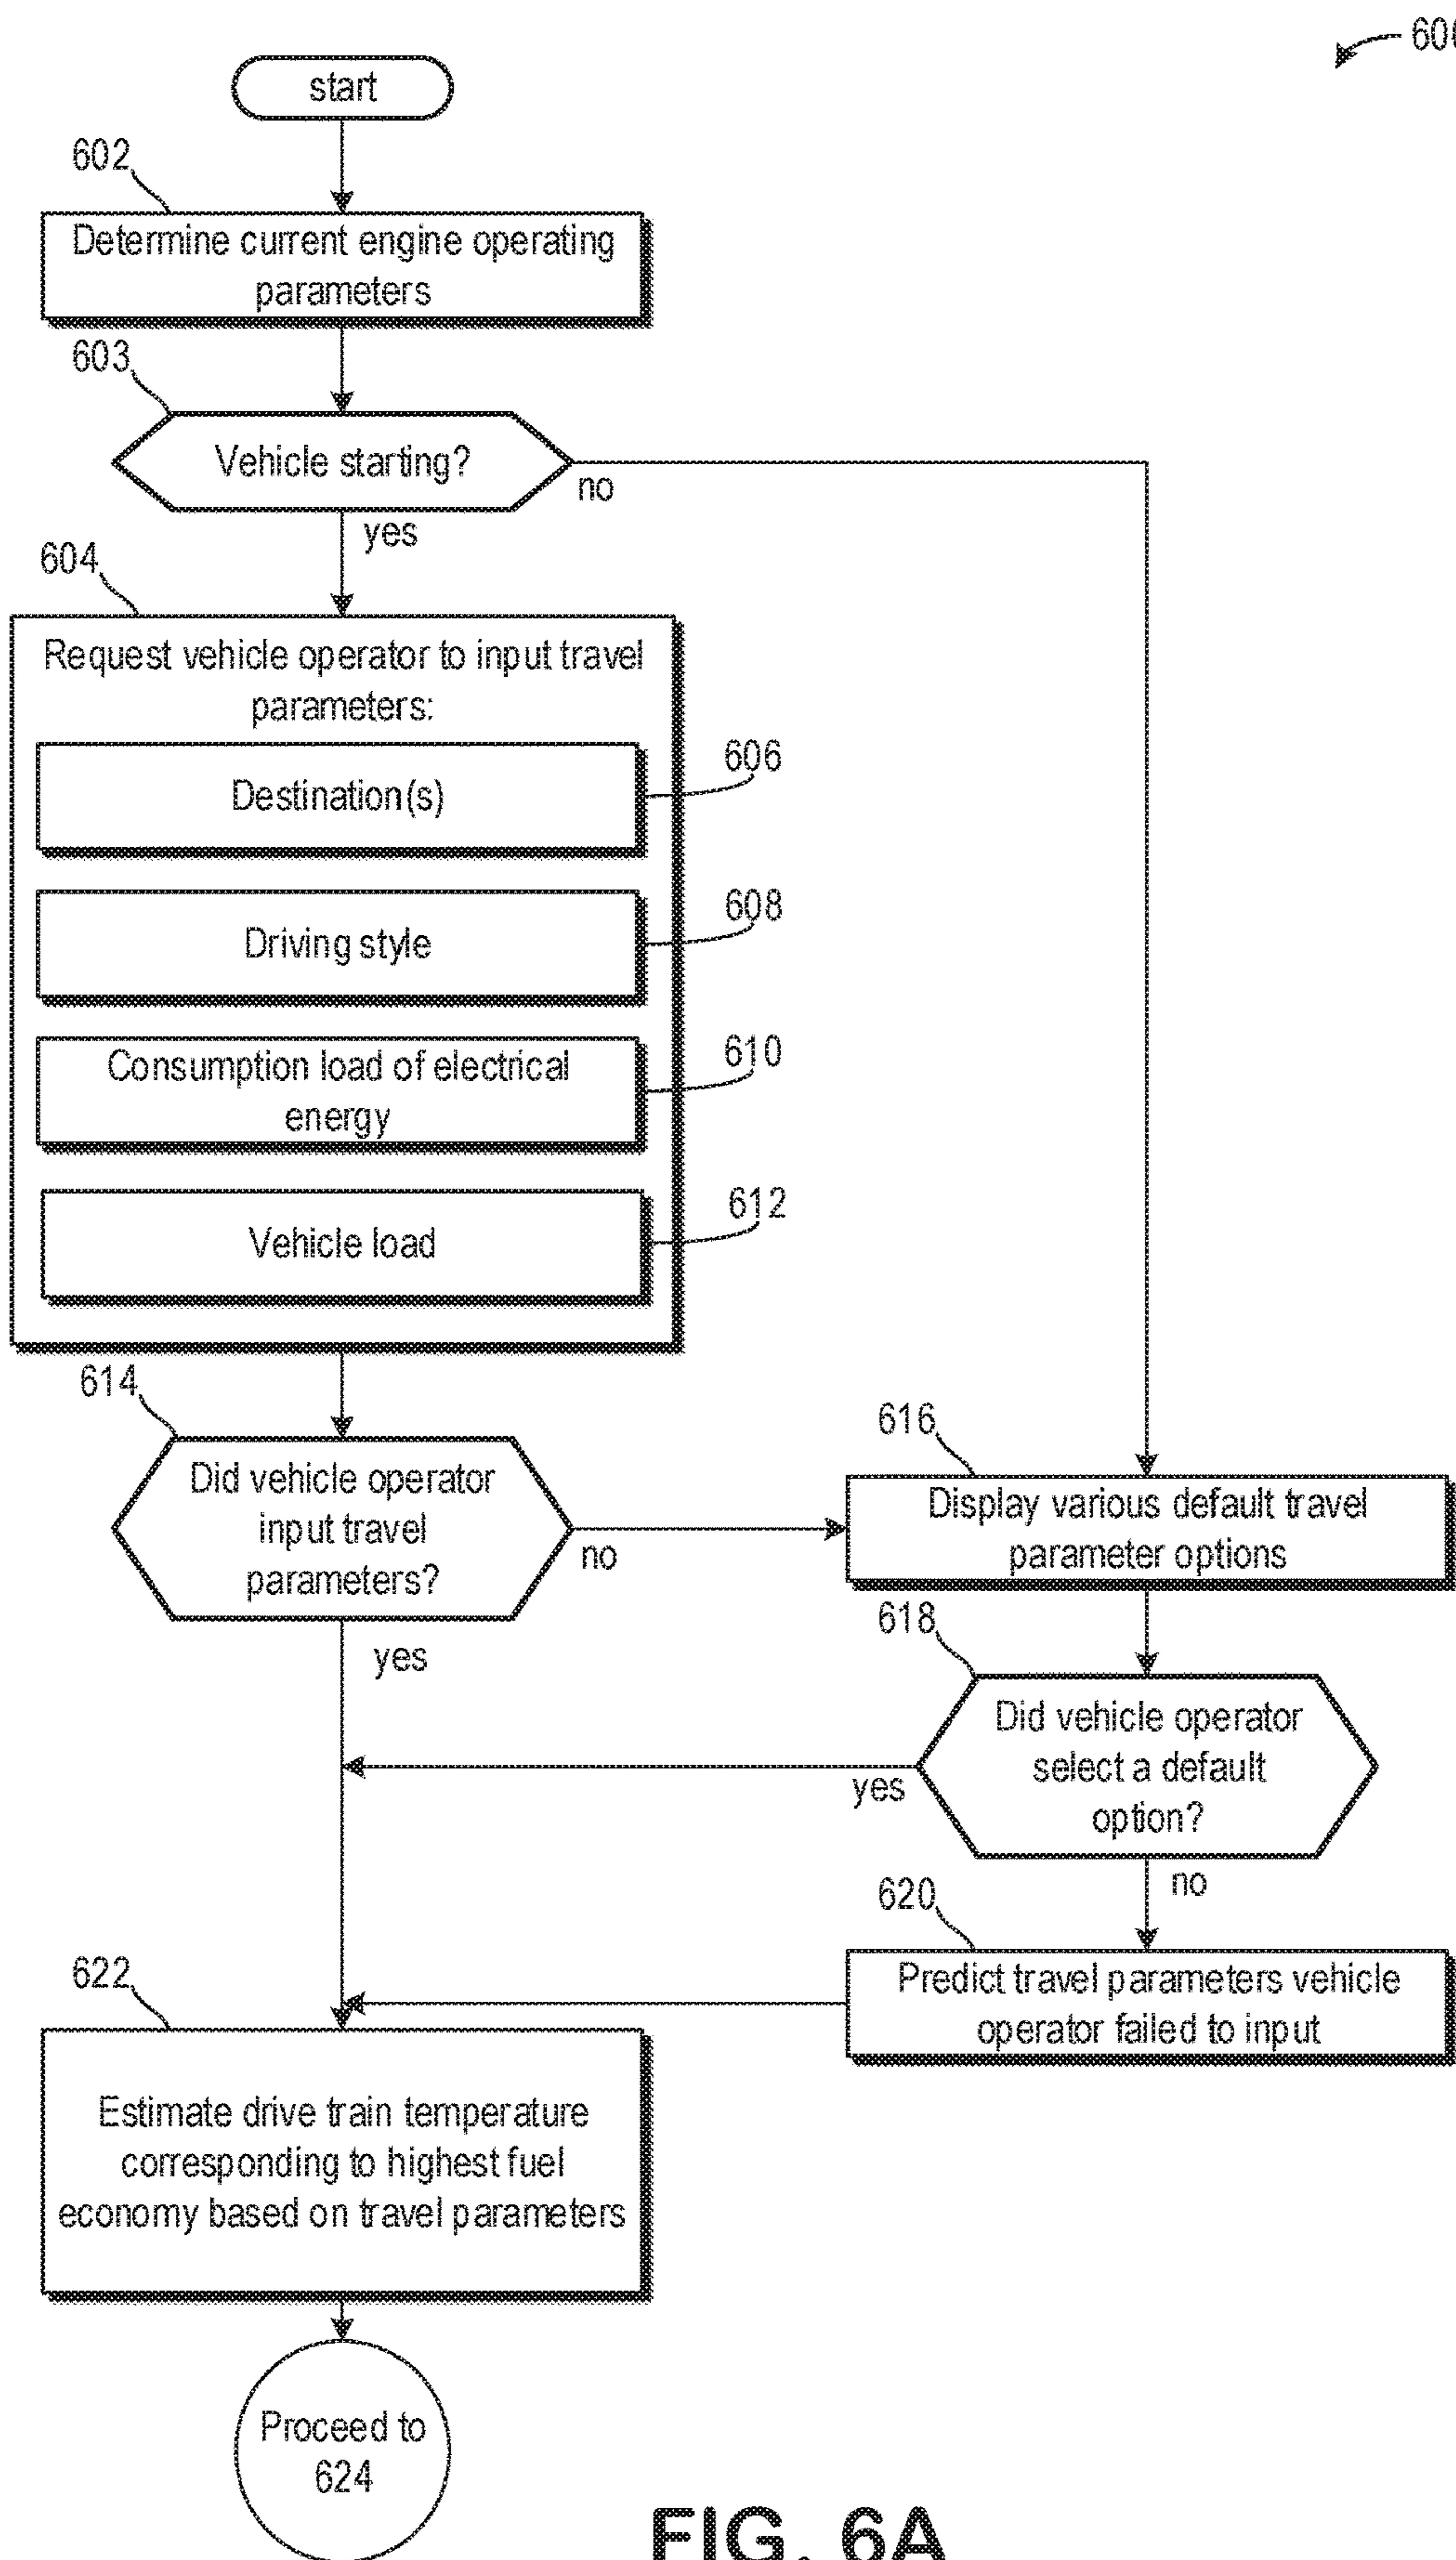 600
start
602
Determine current engine operating
parameters
603
Vehicle starting?
no
yes
604
Request vehicle operator to input travel
parameters:
606
Destination(s)
608
Driving style
610
Consumption load of electrical
energy
612
Vehicle load
614
Did vehicle operator
input travel
parameters?
no
yes
616
Display various default travel
parameter options
618
Did vehicle operator
select a default
option?
yes
no
620
Predict travel parameters vehicle
operator failed to input
622
Estimate drive train temperature
corresponding to highest fuel
economy based on travel parameters
Proceed to
624
FIG. 6A